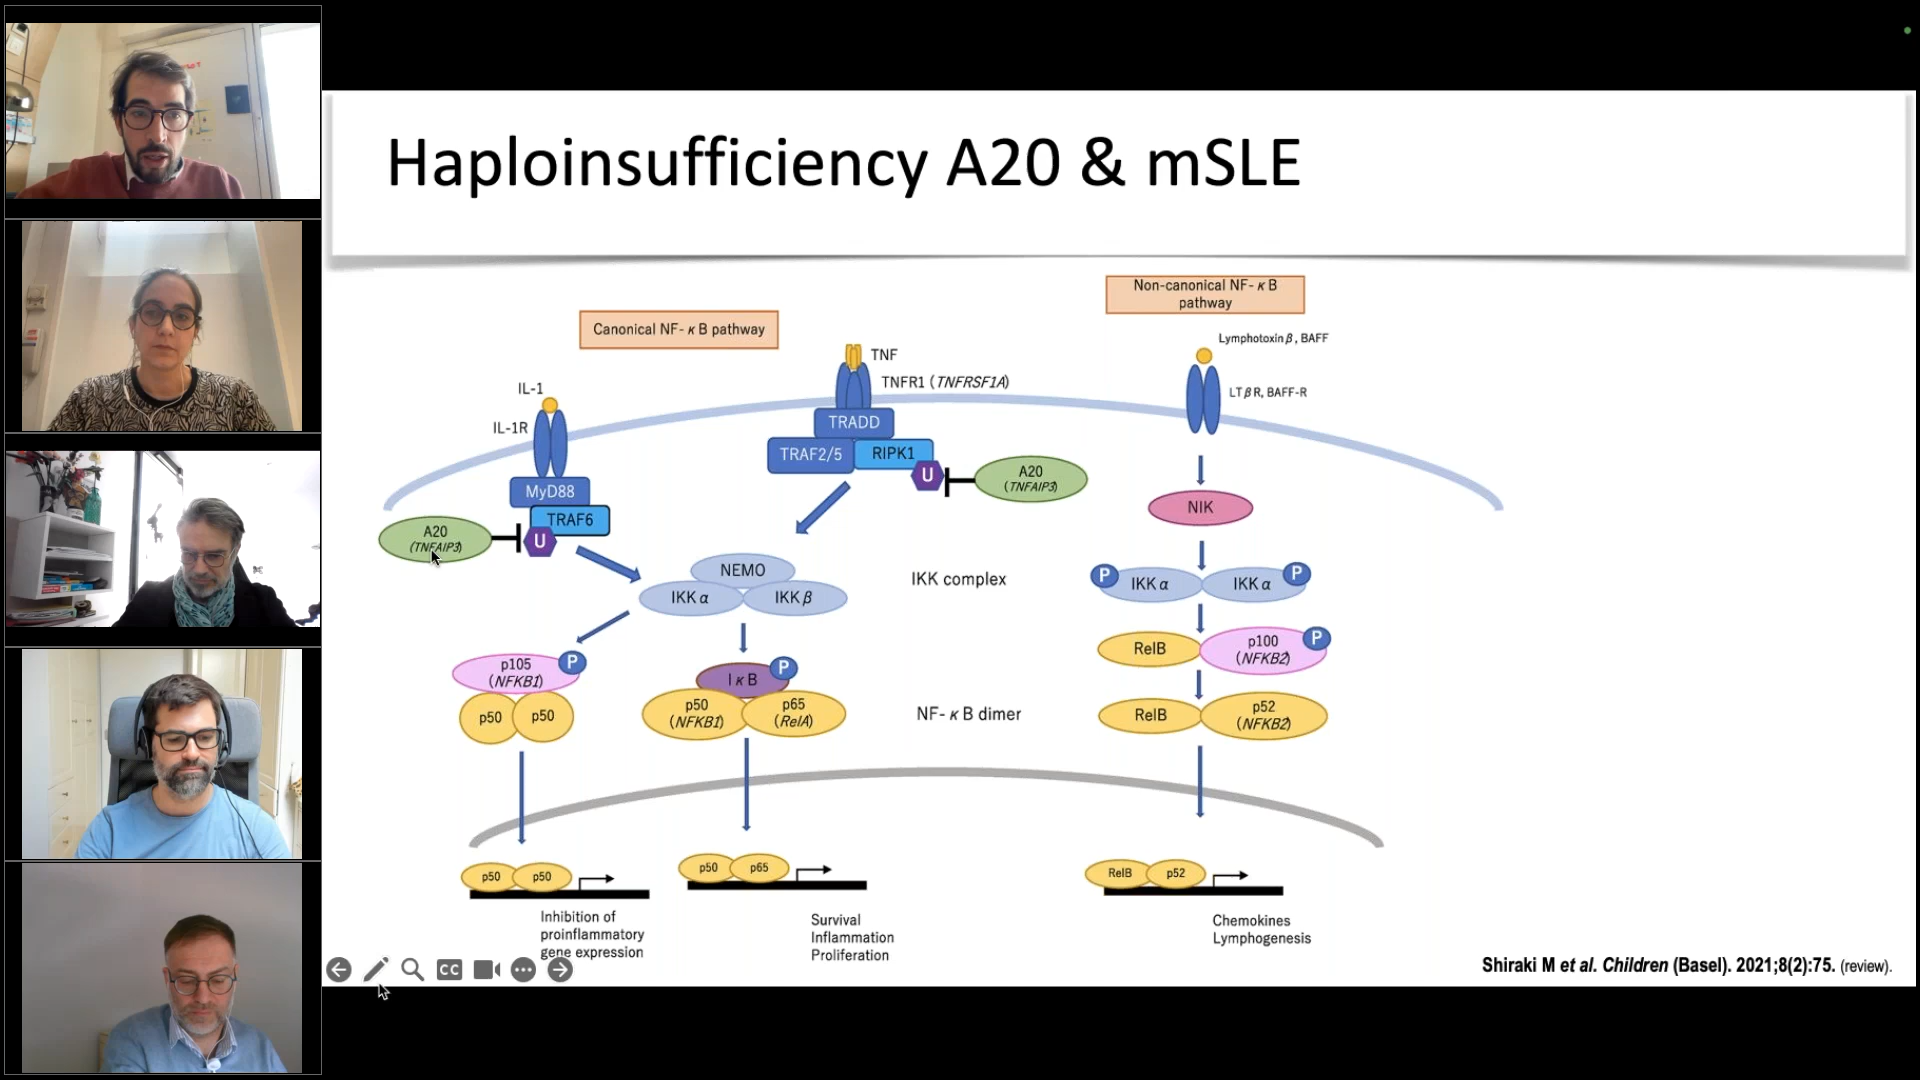 Haploinsufficiency A20 & mSLE
Canonical NF-κB pathway
Non-canonical NF-κB
pathway
Lymphotoxin β, BAFF
LTβR, BAFF-R
TNF
TNFR1 (TNFRSF1A)
IL-1
IL-1R
TRADD
TRAF2/5
RIPK1
U
A20
(TNFAIP3)
MyD88
TRAF6
U
A20
(TNFAIP3)
NIK
NEMO
IKKα
IKKβ
IKK complex
P
IKKα
IKKα
P
p105
(NFKB1)
P
p50
p50
IκB
P
p50
(NFKB1)
p65
(RelA)
NF-κB dimer
RelB
p100
(NFKB2)
P
RelB
p52
(NFKB2)
p50
p50
p50
p65
RelB
p52
Inhibition of
proinflammatory
gene expression
Survival
Inflammation
Proliferation
Chemokines
Lymphogenesis
CC
Shiraki M et al. Children (Basel). 2021;8(2):75. (review).